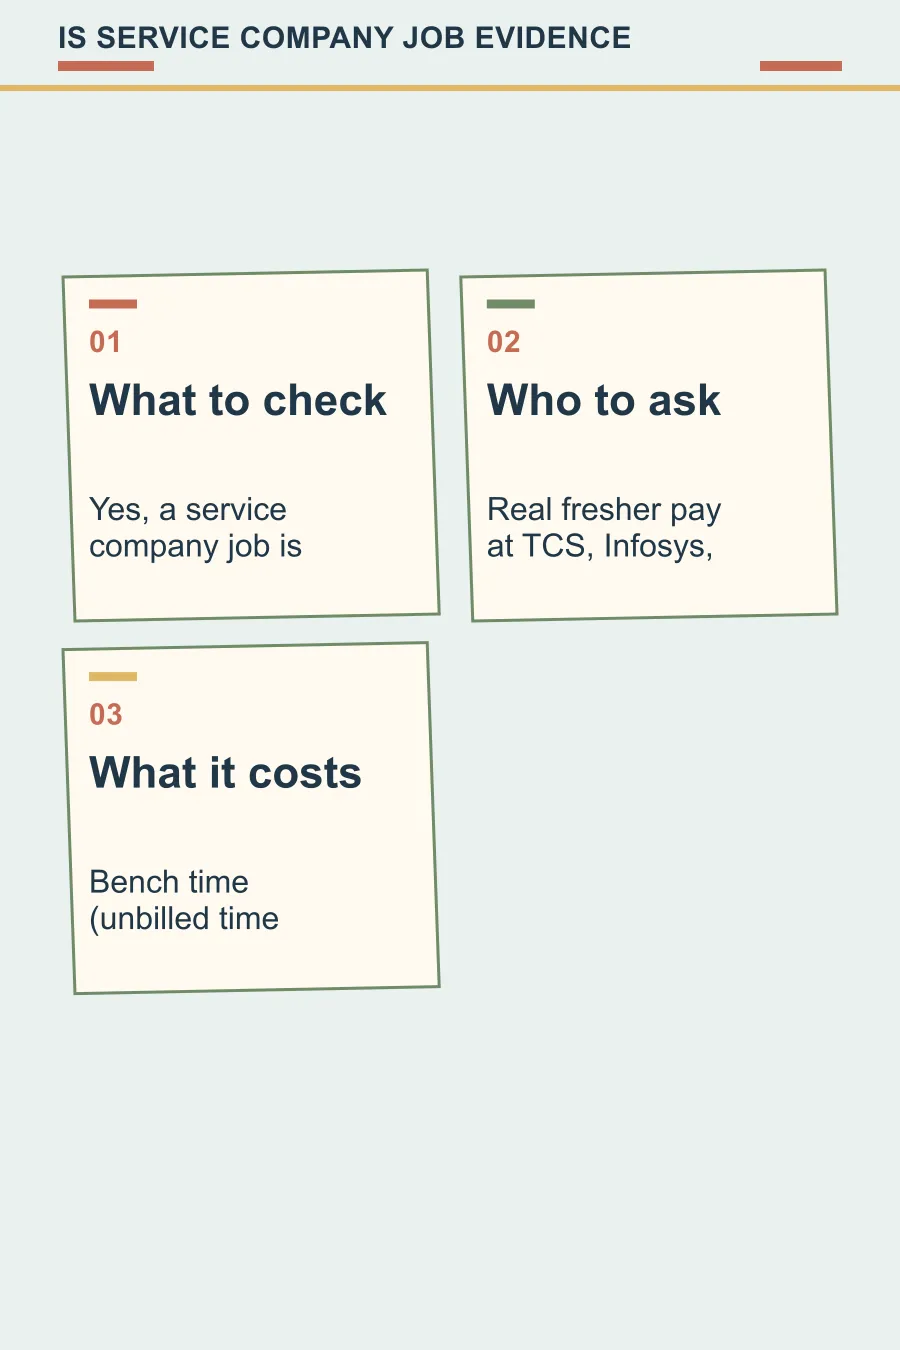 IS SERVICE COMPANY JOB EVIDENCE
01
What to check
Yes, a service
company job is
02
Who to ask
Real fresher pay
at TCS, Infosys,
03
What it costs
Bench time
(unbilled time